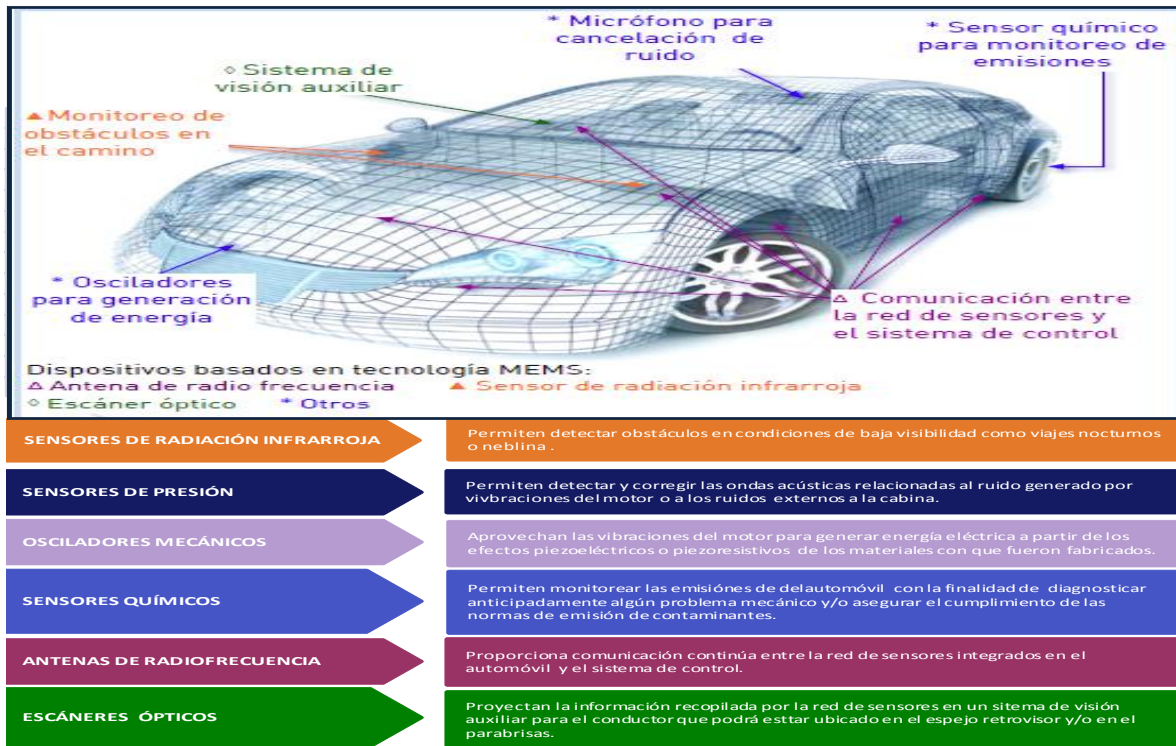 * Micrófono para
cancelación de
ruido
* Sensor químico
para monitoreo de
emisiones
◇ Sistema de
visión auxiliar
▲ Monitoreo de
obstáculos en
el camino
* Osciladores
para generación
de energía
△ Comunicación entre
la red de sensores y
el sistema de control
Dispositivos basados en tecnología MEMS:
△ Antena de radio frecuencia ▲ Sensor de radiación infrarroja
◇ Escáner óptico * Otros
SENSORES DE RADIACIÓN INFRARROJA
Permiten detectar obstáculos en condiciones de baja visibilidad como viajes nocturnos
o neblina .
SENSORES DE PRESIÓN
Permiten detectar y corregir las ondas acústicas relacionadas al ruido generado por
vivbraciones del motor o a los ruidos externos a la cabina.
OSCILADORES MECÁNICOS
Aprovechan las vibraciones del motor para generar energía eléctrica a partir de los
efectos piezoeléctricos o piezoresistivos de los materiales con que fueron fabricados.
SENSORES QUÍMICOS
Permiten monitorear las emisiónes de delautomóvil con la finalidad de diagnosticar
anticipadamente algún problema mecánico y/o asegurar el cumplimiento de las
normas de emisión de contaminantes.
ANTENAS DE RADIOFRECUENCIA
Proporciona comunicación continúa entre la red de sensores integrados en el
automóvil y el sistema de control.
ESCÁNERES ÓPTICOS
Proyectan la información recopilada por la red de sensores en un sitema de visión
auxiliar para el conductor que podrá esttar ubicado en el espejo retrovisor y/o en el
parabrisas.